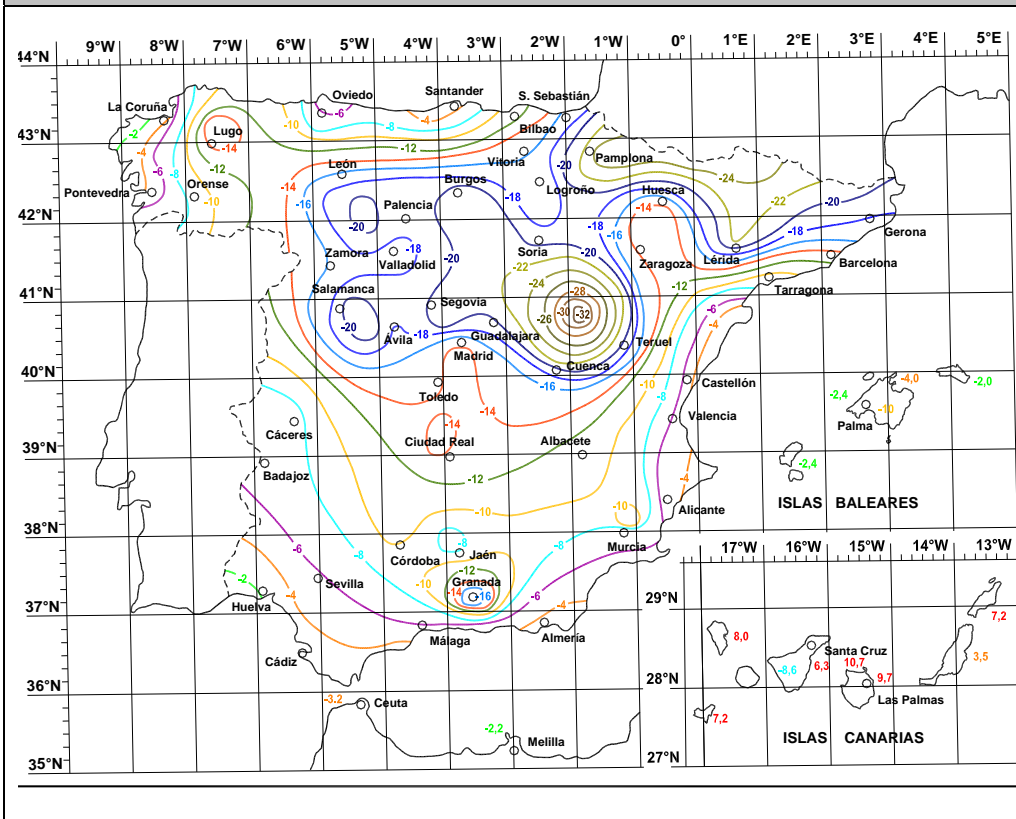 9°W 8°W 7°W 6°W 5°W 4°W 3°W 2°W 1°W 0° 1°E 2°E 3°E 4°E 5°E
44°N
Oviedo Santander S. Sebastián
La Coruña
-6 -4
-2 -10 -8
43°N Lugo Bilbao
-4 -14 -12
Vitoria Pamplona
-6 -8 -12 León -20 -24
Pontevedra Orense -14 Burgos Logroño Huesca
-10 -16 Palencia -18 -14 -22 -20
42°N -20 -18 -16 -18 Gerona
Zamora -18 Soria -20
Valladolid -20 Zaragoza Lérida Barcelona
Salamanca -22 -24 -12 Tarragona
41°N Segovia -28 -6
-20 -18 -26 -30 -32 -4
Ávila Guadalajara Teruel
Madrid Cuenca
40°N -16 -10 Castellón -4,0 -2,0
Toledo -8 -2,4
-14 -14 Valencia -10
Cáceres Ciudad Real Albacete Palma
39°N
Badajoz -12 -4 -2,4
-10 -10 Alicante ISLAS BALEARES
38°N
-6 -8 -8 -8 Murcia
Córdoba Jaén 17°W 16°W 15°W 14°W 13°W
-12
-2 Sevilla -10 Granada
-4 -14 -16 -6 29°N
37°N Huelva -4 7,2
Málaga Almería 8,0 Santa Cruz
Cádiz -8,6 6,3 10,7 3,5
9,7
36°N 28°N
-3.2 Ceuta Las Palmas
7,2
-2,2 Melilla ISLAS CANARIAS
35°N 27°N